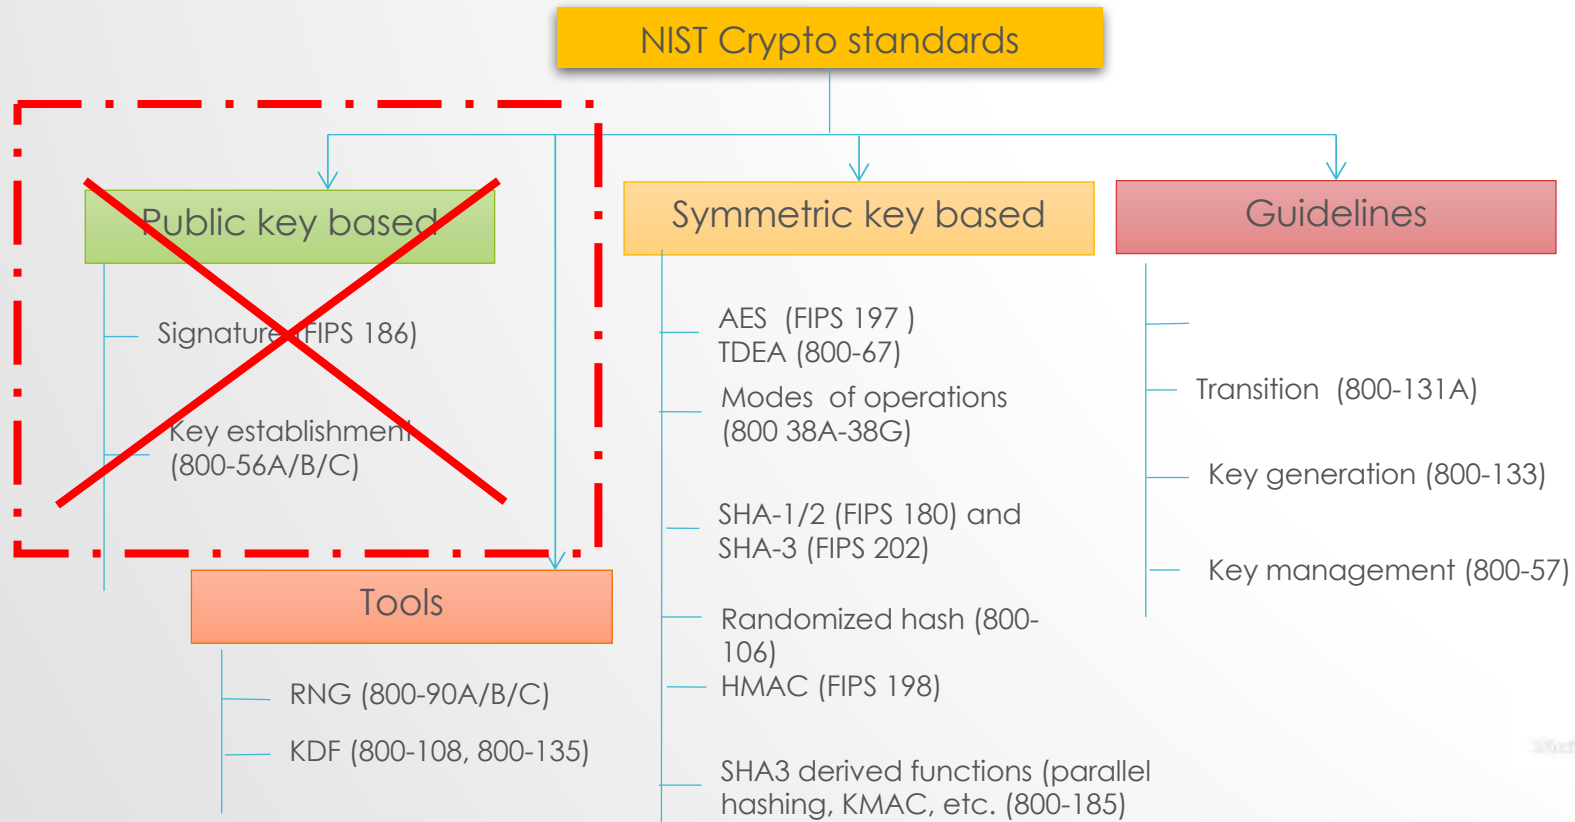 NIST Crypto standards
Public key based
Signature (FIPS 186)
Key establishment
(800-56A/B/C)
Tools
RNG (800-90A/B/C)
KDF (800-108, 800-135)
Symmetric key based
AES (FIPS 197 )
TDEA (800-67)
Modes of operations
(800 38A-38G)
SHA-1/2 (FIPS 180) and
SHA-3 (FIPS 202)
Randomized hash (800-
106)
HMAC (FIPS 198)
SHA3 derived functions (parallel
hashing, KMAC, etc. (800-185)
Guidelines
Transition (800-131A)
Key generation (800-133)
Key management (800-57)